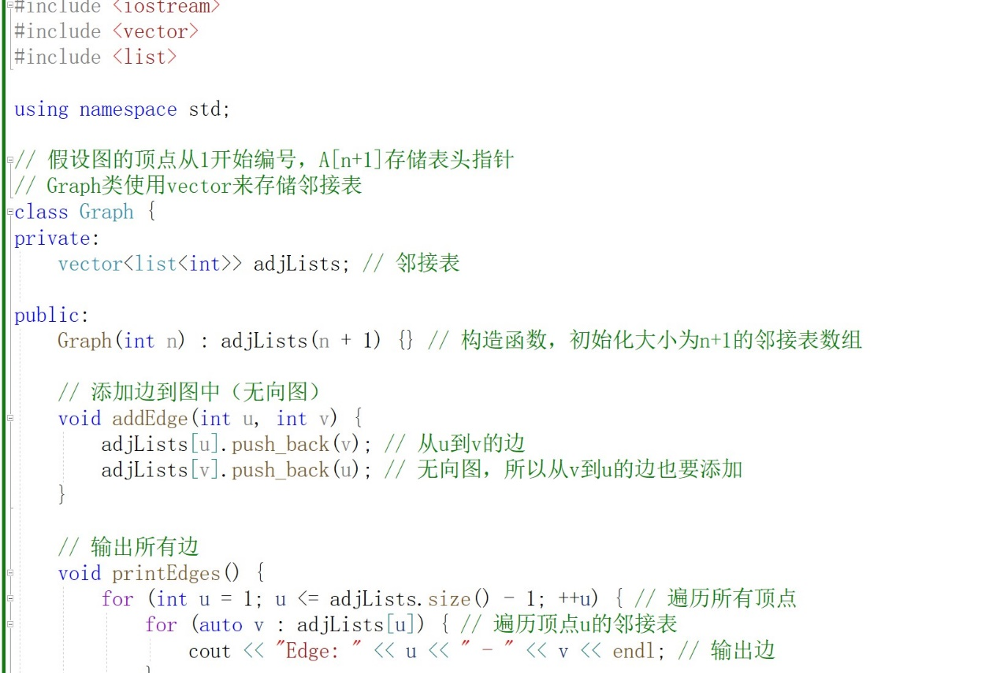 #include <iostream>
#include <vector>
#include <list>
using namespace std;
// 假设图的顶点从1开始编号，A[n+1]存储表头指针
// Graph类使用vector来存储邻接表
class Graph {
private:
    vector<list<int>> adjLists; // 邻接表
public:
    Graph(int n) : adjLists(n + 1) {} // 构造函数，初始化大小为n+1的邻接表数组
    // 添加边到图中（无向图）
    void addEdge(int u, int v) {
        adjLists[u].push_back(v); // 从u到v的边
        adjLists[v].push_back(u); // 无向图，所以从v到u的边也要添加
    }
    // 输出所有边
    void printEdges() {
        for (int u = 1; u <= adjLists.size() - 1; ++u) { // 遍历所有顶点
            for (auto v : adjLists[u]) { // 遍历顶点u的邻接表
                cout << "Edge: " << u << " - " << v << endl; // 输出边
            }